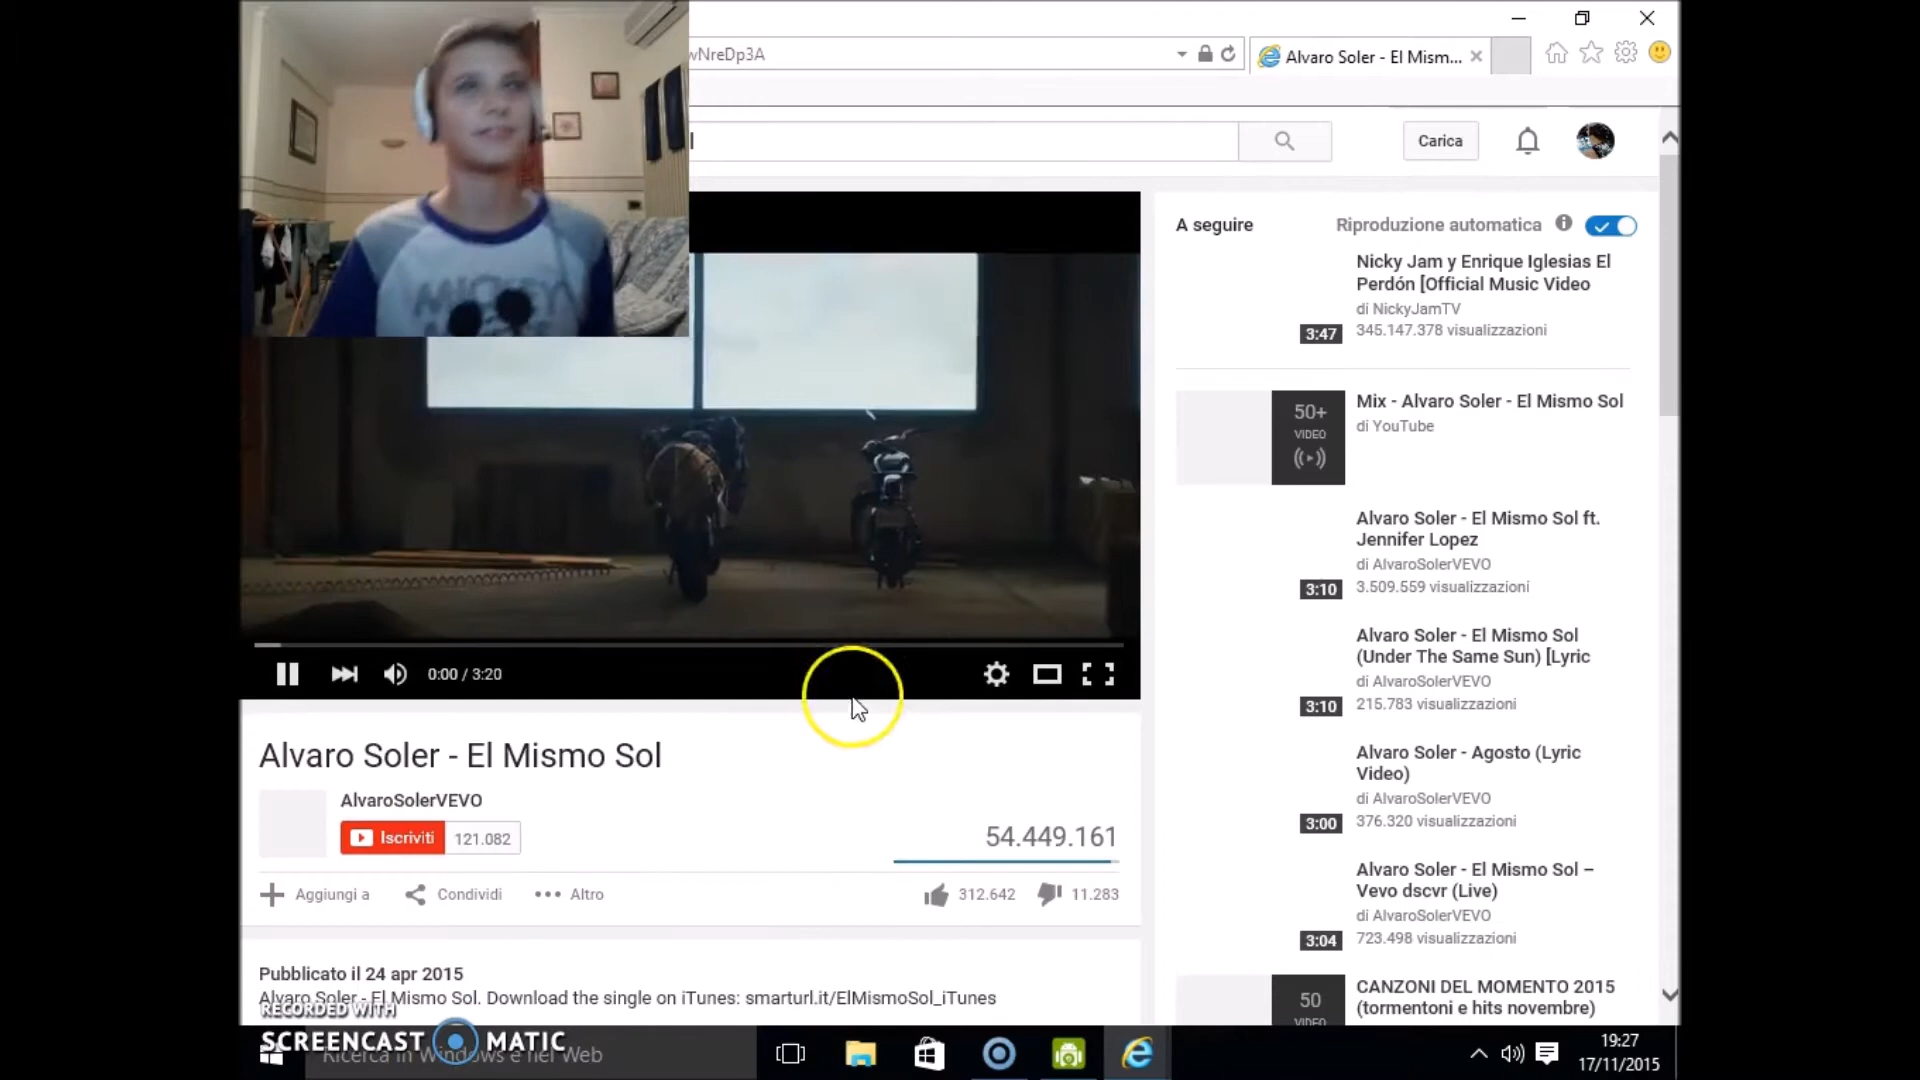 wNreDp3A
Alvaro Soler - El Mism...
Carica
MICKEY
A seguire
Riproduzione automatica
Nicky Jam y Enrique Iglesias El
Perdón [Official Music Video
di NickyJamTV
345.147.378 visualizzazioni
3:47
50+
VIDEO
Mix - Alvaro Soler - El Mismo Sol
di YouTube
Alvaro Soler - El Mismo Sol ft.
Jennifer Lopez
di AlvaroSolerVEVO
3.509.559 visualizzazioni
3:10
Alvaro Soler - El Mismo Sol
(Under The Same Sun) [Lyric
di AlvaroSolerVEVO
215.783 visualizzazioni
3:10
Alvaro Soler - Agosto (Lyric
Video)
di AlvaroSolerVEVO
376.320 visualizzazioni
3:00
Alvaro Soler - El Mismo Sol –
Vevo dscvr (Live)
di AlvaroSolerVEVO
723.498 visualizzazioni
3:04
CANZONI DEL MOMENTO 2015
(tormentoni e hits novembre)
50
VIDEO
0:00 / 3:20
Alvaro Soler - El Mismo Sol
AlvaroSolerVEVO
Iscriviti
121.082
54.449.161
Aggiungi a
Condividi
Altro
312.642
11.283
Pubblicato il 24 apr 2015
Alvaro Soler - El Mismo Sol. Download the single on iTunes: smarturl.it/ElMismoSol_iTunes
RECORDED WITH
SCREENCAST MATIC
Ricerca in Windows e nel Web
19:27
17/11/2015